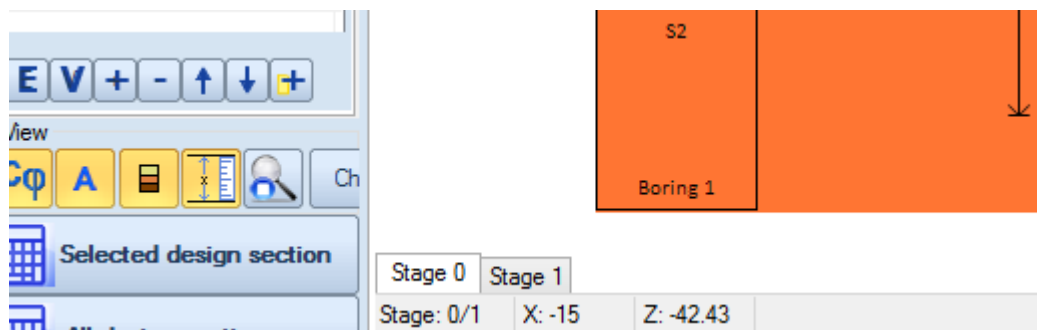 S2
E V + -
View
Cφ A Ch
Boring 1
Selected design section
Stage 0 Stage 1
Stage: 0/1 X: -15 Z: -42.43